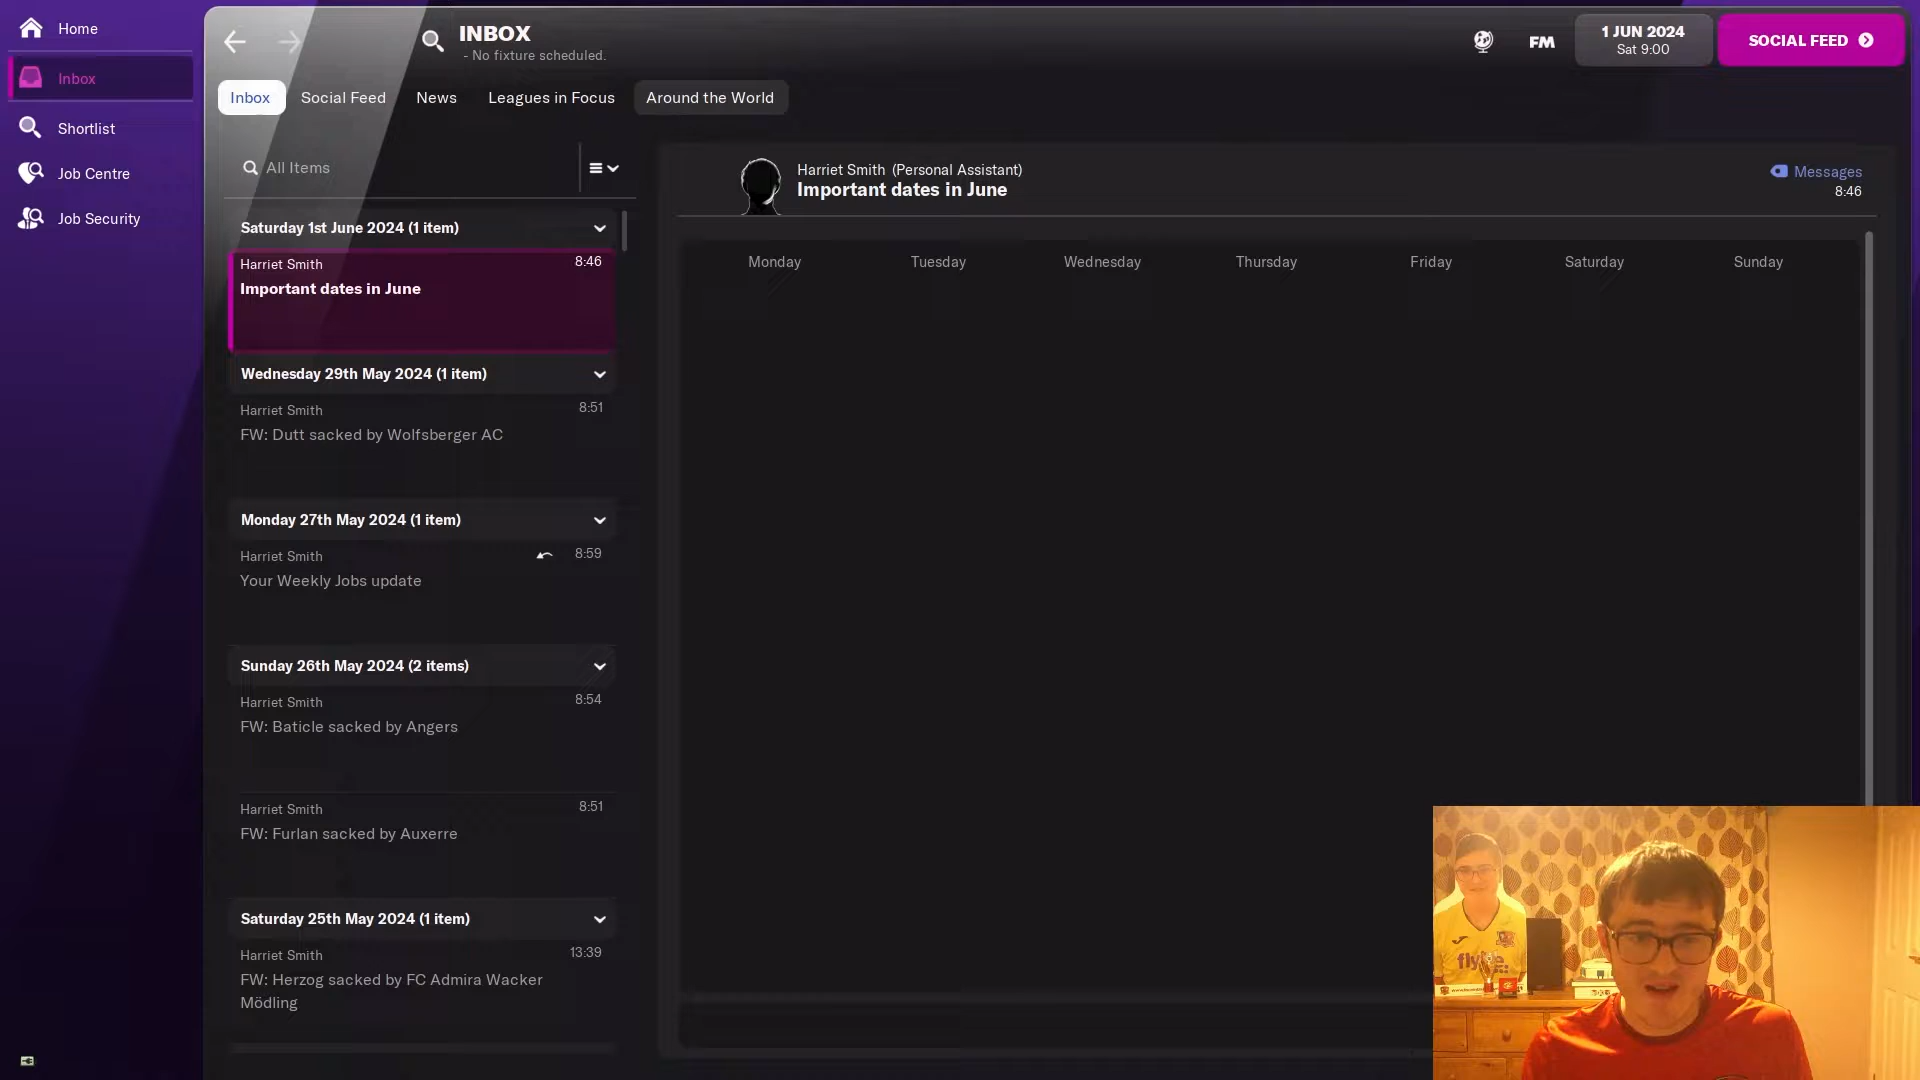 Home
Inbox
Shortlist
Job Centre
Job Security
INBOX
- No fixture scheduled.
FM
1 JUN 2024
Sat 9:00
SOCIAL FEED
Inbox
Social Feed
News
Leagues in Focus
Around the World
All Items
Saturday 1st June 2024 (1 item)
Harriet Smith
8:46
Important dates in June
Wednesday 29th May 2024 (1 item)
Harriet Smith
8:51
FW: Dutt sacked by Wolfsberger AC
Monday 27th May 2024 (1 item)
Harriet Smith
8:59
Your Weekly Jobs update
Sunday 26th May 2024 (2 items)
Harriet Smith
8:54
FW: Baticle sacked by Angers
Harriet Smith
8:51
FW: Furlan sacked by Auxerre
Saturday 25th May 2024 (1 item)
Harriet Smith
13:39
FW: Herzog sacked by FC Admira Wacker
Mödling
Harriet Smith (Personal Assistant)
Important dates in June
Messages
8:46
Monday
Tuesday
Wednesday
Thursday
Friday
Saturday
Sunday